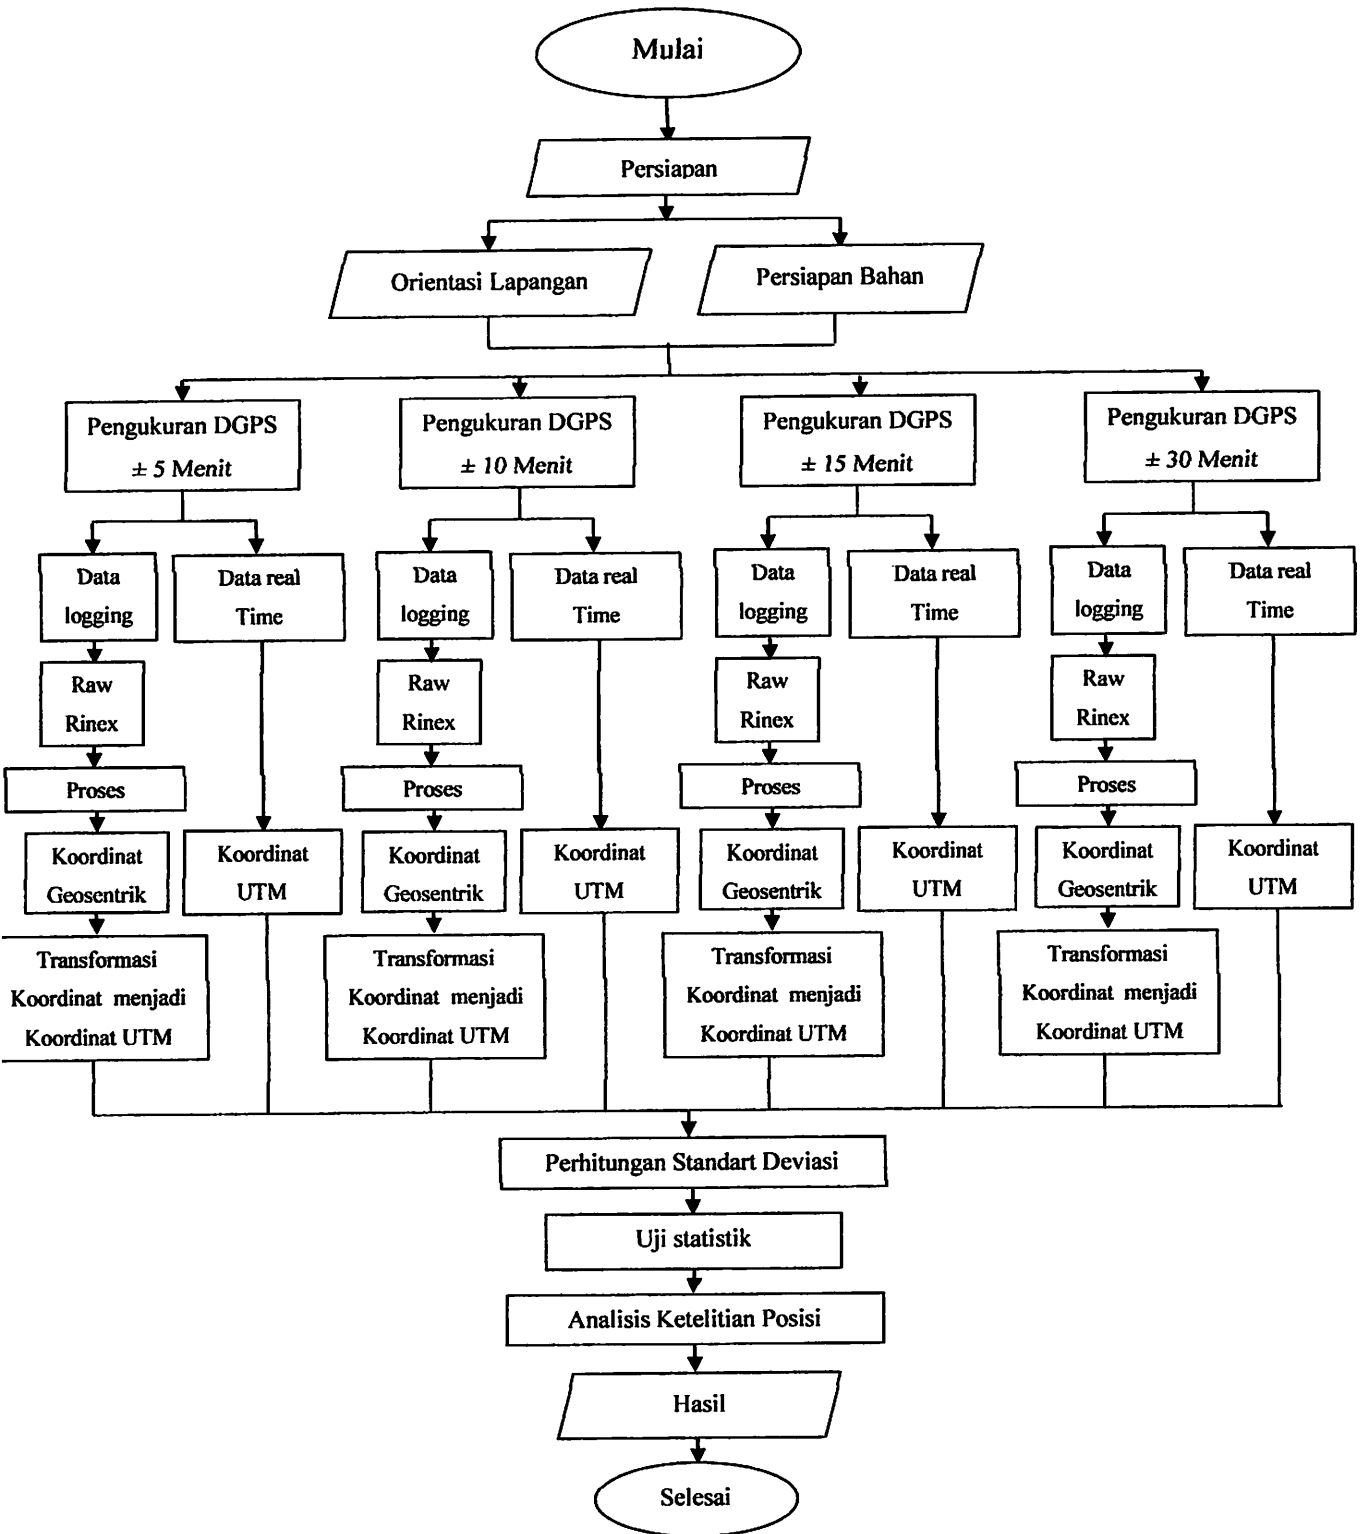 Mulai
Persiapan
Orientasi Lapangan
Persiapan Bahan
Pengukuran DGPS
± 5 Menit
Pengukuran DGPS
± 10 Menit
Pengukuran DGPS
± 15 Menit
Pengukuran DGPS
± 30 Menit
Data
logging
Data real
Time
Data
logging
Data real
Time
Data
logging
Data real
Time
Data
logging
Data real
Time
Raw
Rinex
Raw
Rinex
Raw
Rinex
Raw
Rinex
Proses
Proses
Proses
Proses
Koordinat
Geosentrik
Koordinat
UTM
Koordinat
Geosentrik
Koordinat
UTM
Koordinat
Geosentrik
Koordinat
UTM
Koordinat
Geosentrik
Koordinat
UTM
Transformasi
Koordinat menjadi
Koordinat UTM
Transformasi
Koordinat menjadi
Koordinat UTM
Transformasi
Koordinat menjadi
Koordinat UTM
Transformasi
Koordinat menjadi
Koordinat UTM
Perhitungan Standart Deviasi
Uji statistik
Analisis Ketelitian Posisi
Hasil
Selesai